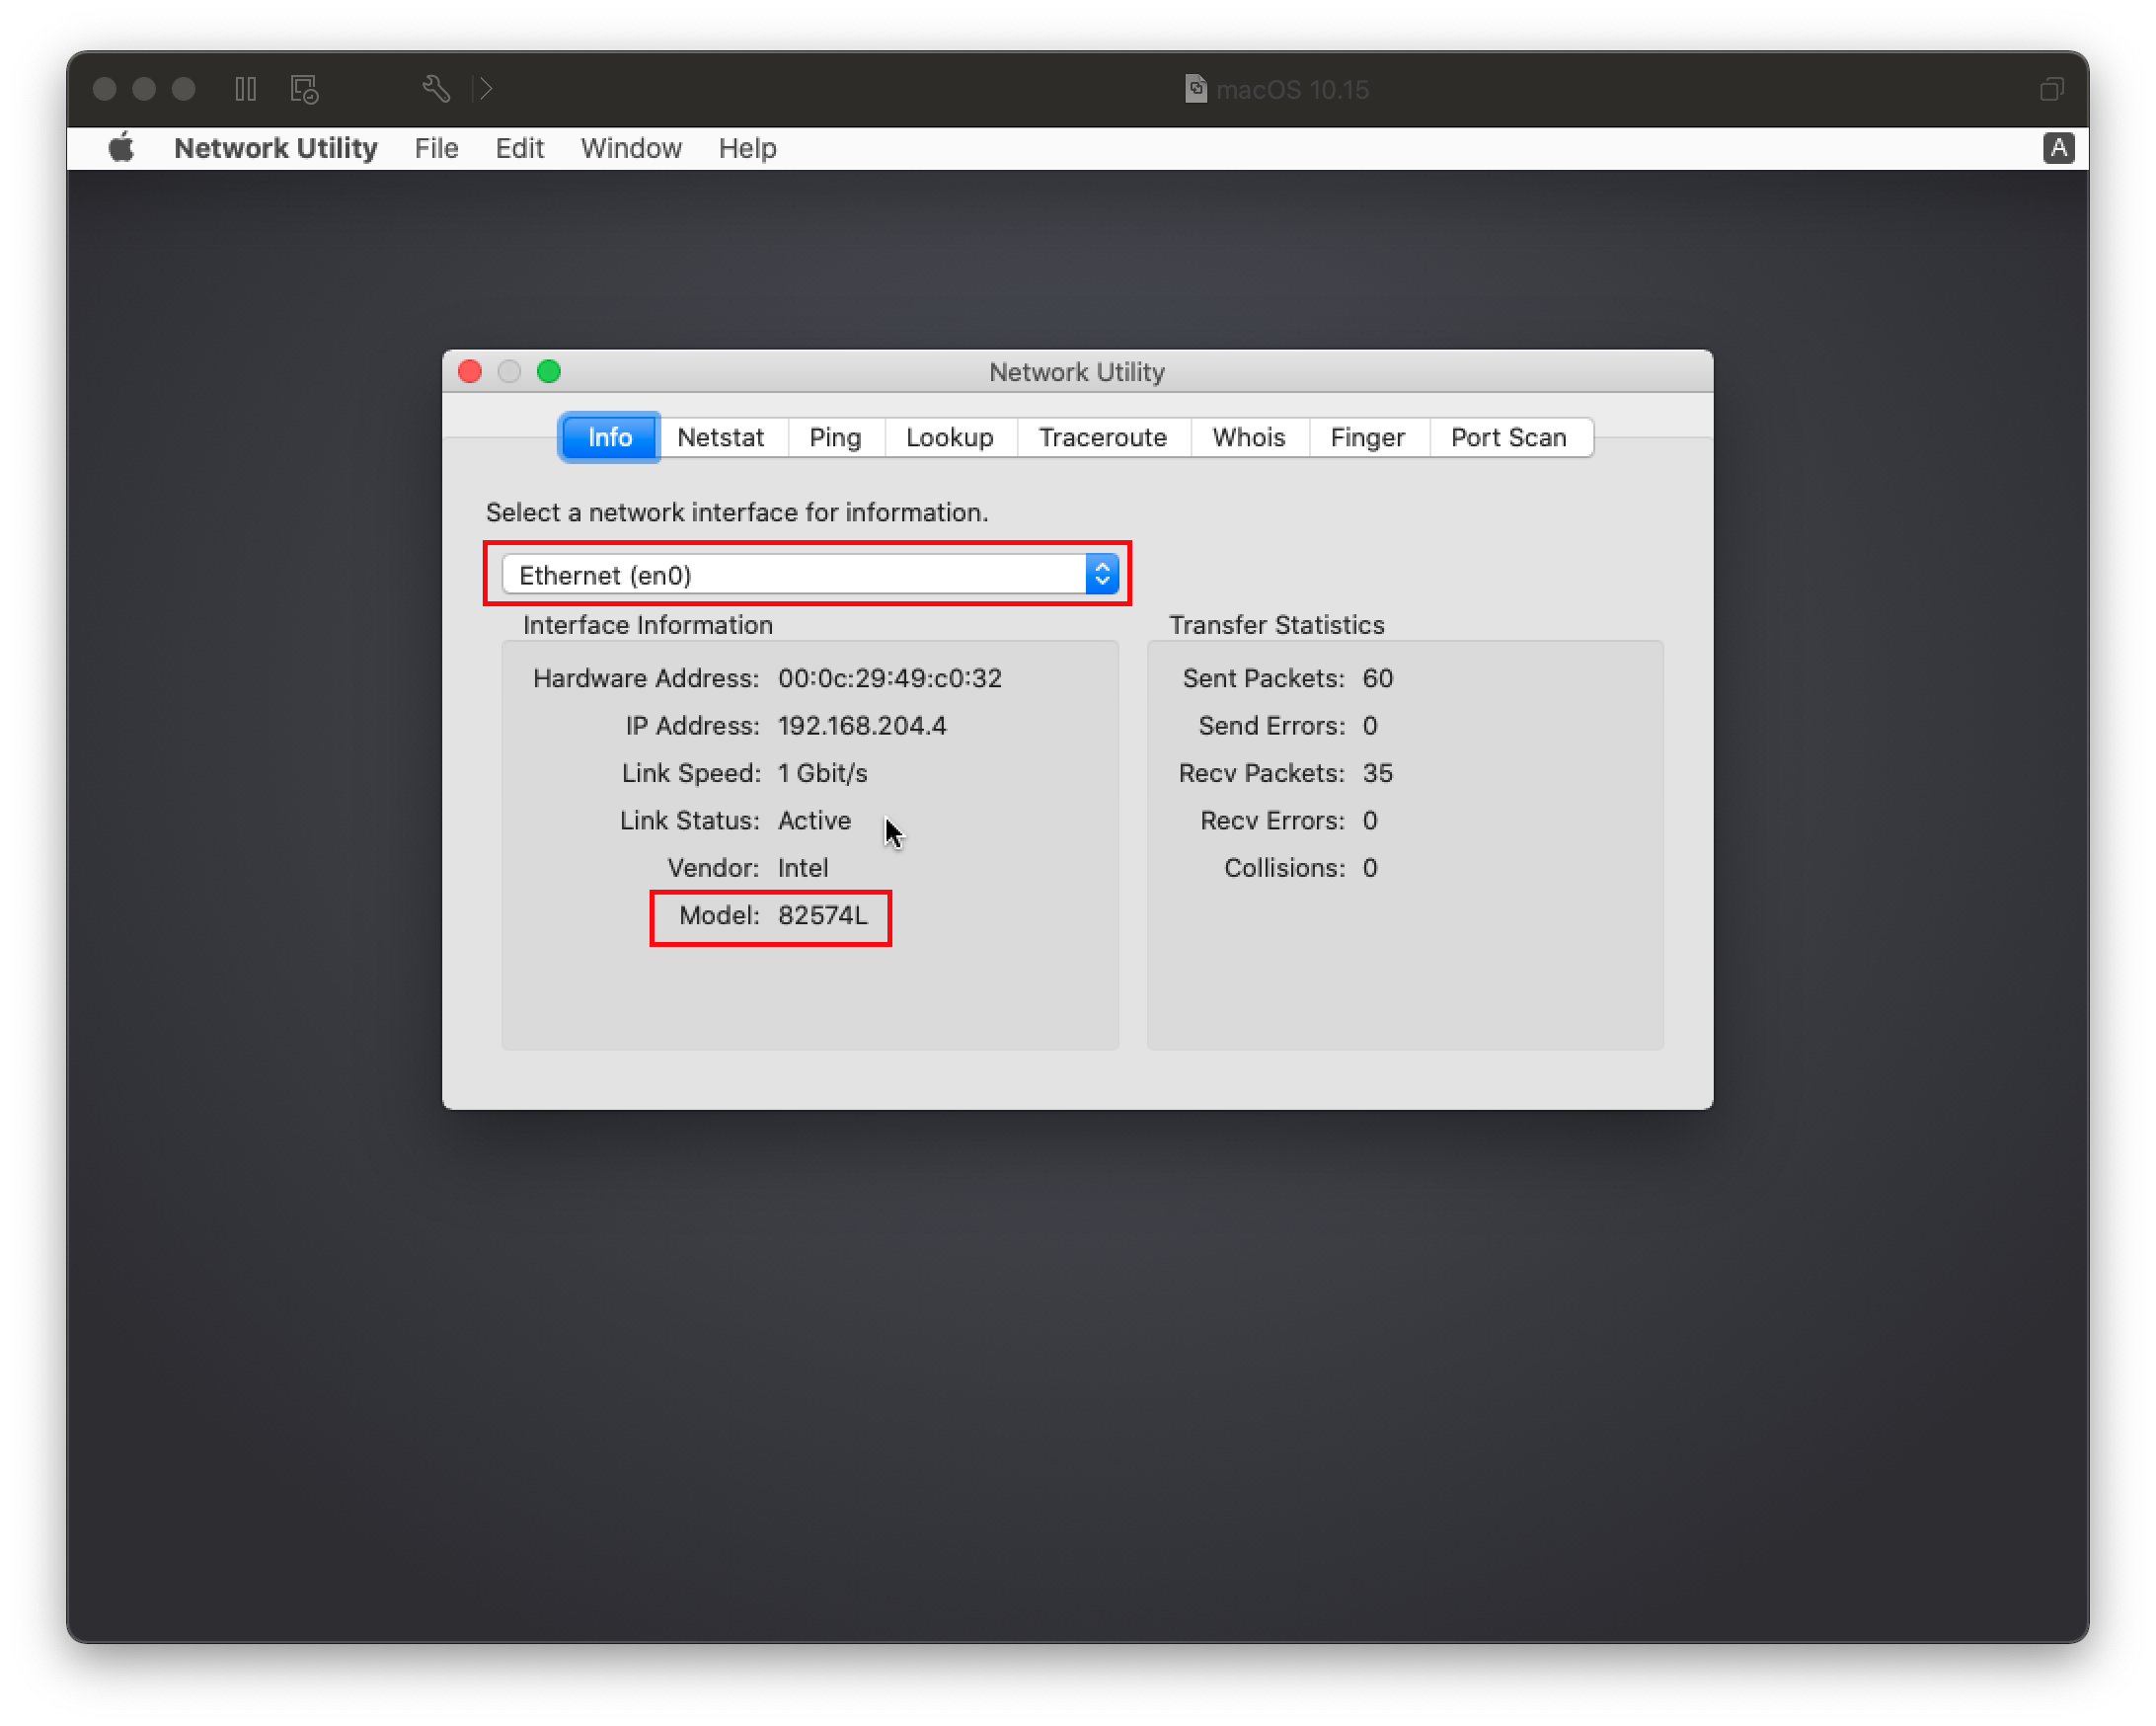 macOS 10.15
Network Utility File Edit Window Help A
Network Utility
Info Netstat Ping Lookup Traceroute Whois Finger Port Scan
Select a network interface for information.
Ethernet (en0)
Interface Information
Hardware Address: 00:0c:29:49:c0:32
IP Address: 192.168.204.4
Link Speed: 1 Gbit/s
Link Status: Active
Vendor: Intel
Model: 82574L
Transfer Statistics
Sent Packets: 60
Send Errors: 0
Recv Packets: 35
Recv Errors: 0
Collisions: 0